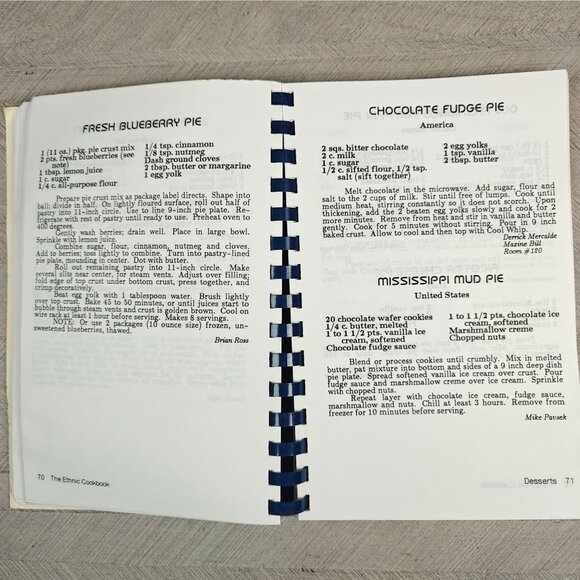 FRESH BLUEBERRY PIE
1 (11 oz.) pkg. pie crust mix
2 pts. fresh blueberries (see
note)
1 tbsp. lemon juice
1 c. sugar
1/4 c. all-purpose flour
1/4 tsp. cinnamon
1/8 tsp. nutmeg
Dash ground cloves
2 tbsp. butter or margarine
1 egg yolk
Prepare pie crust mix as package label directs. Shape into
ball; divide in half. On lightly floured surface, roll out half of
pastry into 11-inch circle. Use to line 9-inch pie plate. Re-
frigerate with rest of pastry until ready to use. Preheat oven to
400 degrees.
Gently wash berries; drain well. Place in large bowl.
Sprinkle with lemon juice.
Combine sugar, flour, cinnamon, nutmeg and cloves.
Add to berries; toss lightly to combine. Turn into pastry-lined
pie plate, mounding in center. Dot with butter.
Roll out remaining pastry into 11-inch circle. Make
several slits near center, for steam vents. Adjust over filling;
fold edge of top crust under bottom crust, press together, and
crimp decoratively.
Beat egg yolk with 1 tablespoon water. Brush lightly
over top crust. Bake 45 to 50 minutes, or until juices start to
bubble through steam vents and crust is golden brown. Cool on
wire rack at least 1 hour before serving. Makes 8 servings.
NOTE: Or use 2 packages (10 ounce size) frozen, un-
sweetened blueberries, thawed.
Brian Ross
70 The Ethnic Cookbook
CHOCOLATE FUDGE PIE
America
2 sqs. bitter chocolate
2 c. milk
1 c. sugar
1/2 c. sifted flour, 1/2 tsp.
salt (sift together)
2 egg yolks
1 tsp. vanilla
2 tbsp. butter
Melt chocolate in the microwave. Add sugar, flour and
salt to the 2 cups of milk. Stir until free of lumps. Cook until
medium heat, stirring constantly so it does not scorch. Upon
thickening, add the 2 beaten egg yolks slowly and cook for 2
more minutes. Remove from heat and stir in vanilla and butter
gently. Cook for 5 minutes without stirring. Pour in 9 inch
baked crust. Allow to cool and then top with Cool Whip.
Derrick Mercalde
Maxine Bill
Room #120
MISSISSIPPI MUD PIE
United States
20 chocolate wafer cookies
1/4 c. butter, melted
1 to 1 1/2 pts. vanilla ice
cream, softened
Chocolate fudge sauce
1 to 1 1/2 pts. chocolate ice
cream, softened
Marshmallow creme
Chopped nuts
Blend or process cookies until crumbly. Mix in melted
butter, pat mixture into bottom and sides of a 9 inch deep dish
pie plate. Spread softened vanilla ice cream over crust. Pour
fudge sauce and marshmallow creme over ice cream. Sprinkle
with chopped nuts.
Repeat layer with chocolate ice cream, fudge sauce,
marshmallow and nuts. Chill at least 3 hours. Remove from
freezer for 10 minutes before serving.
Mike Pavsek
Desserts 71